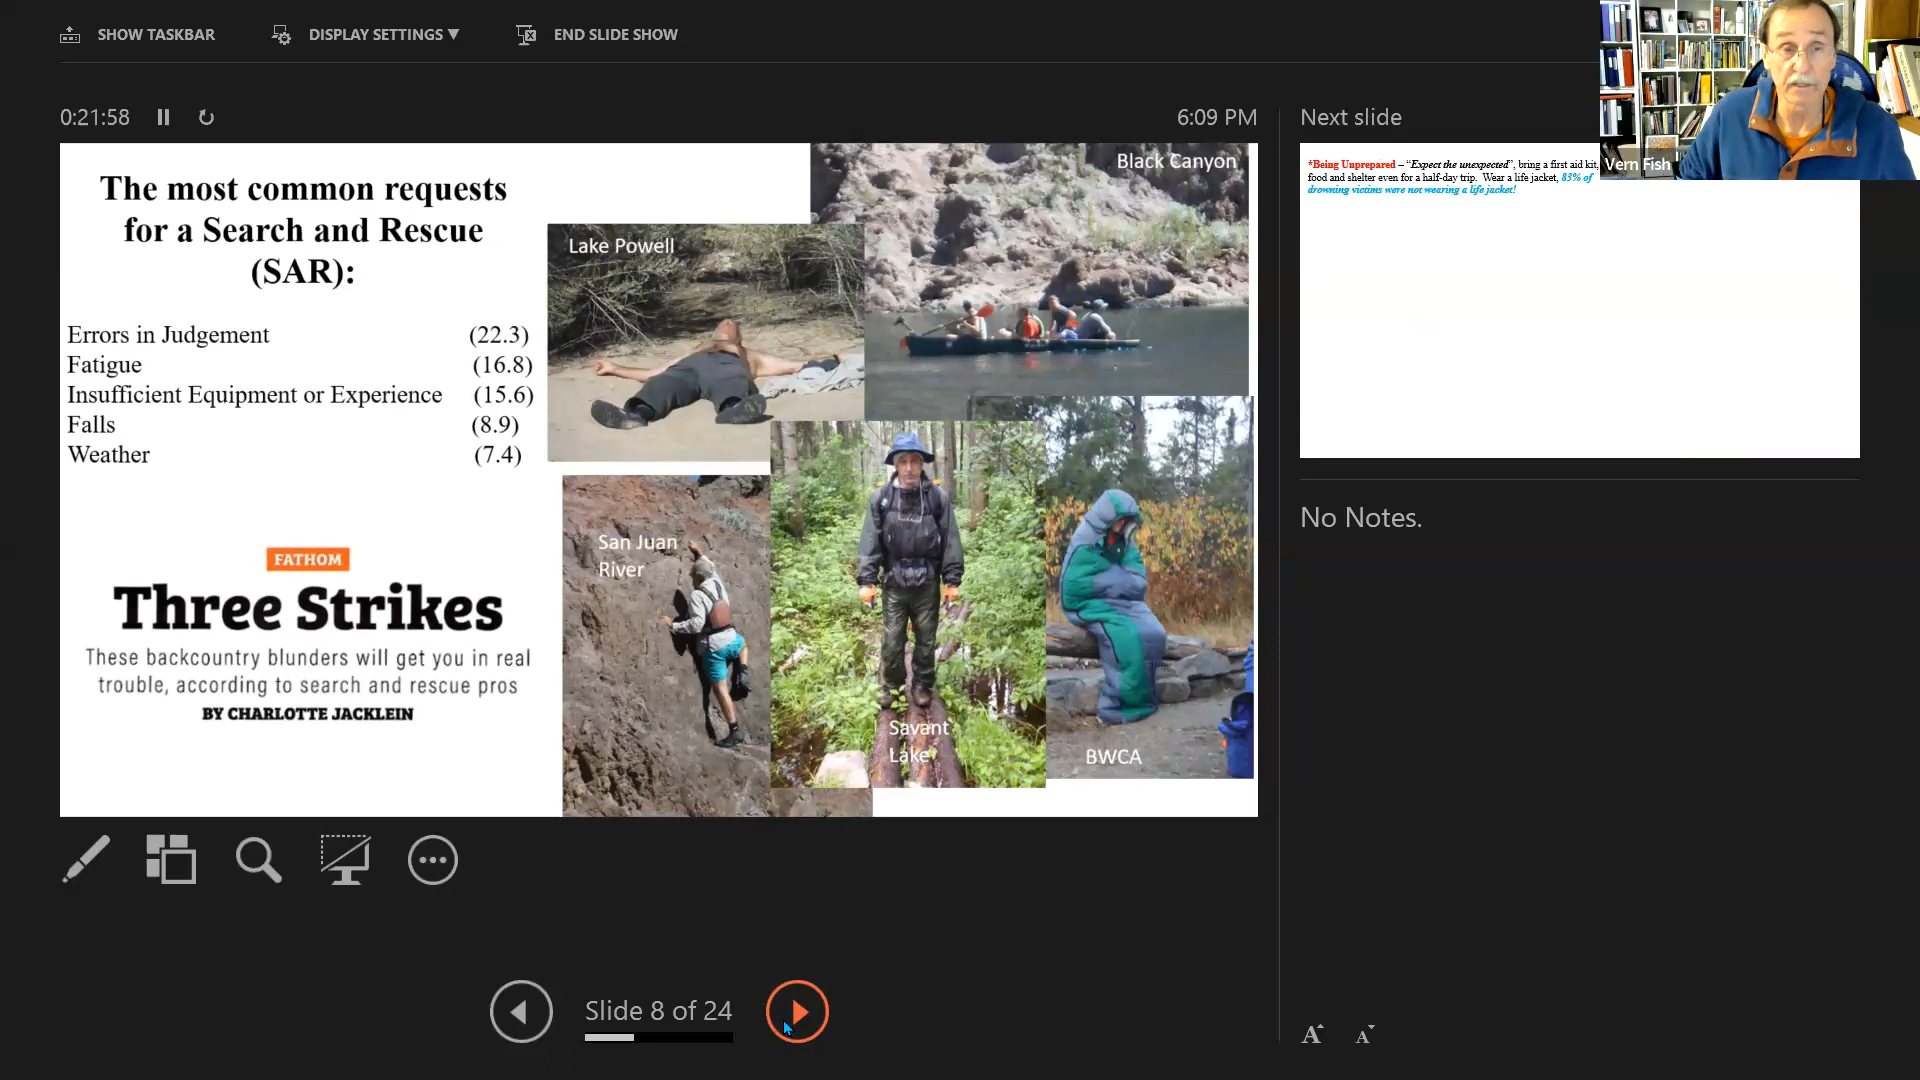 SHOW TASKBAR
DISPLAY SETTINGS ▼
END SLIDE SHOW
0:21:58
6:09 PM
The most common requests
for a Search and Rescue
(SAR):
Errors in Judgement (22.3)
Fatigue (16.8)
Insufficient Equipment or Experience (15.6)
Falls (8.9)
Weather (7.4)
FATHOM
Three Strikes
These backcountry blunders will get you in real
trouble, according to search and rescue pros
BY CHARLOTTE JACKLEIN
Black Canyon
Lake Powell
San Juan
River
Savant
Lake
BWCA
Slide 8 of 24
Next slide
*Being Unprepared – “Expect the unexpected”, bring a first aid kit,
food and shelter even for a half-day trip. Wear a life jacket, 83% of
drowning victims were not wearing a life jacket!
Vern Fish
No Notes.
A A